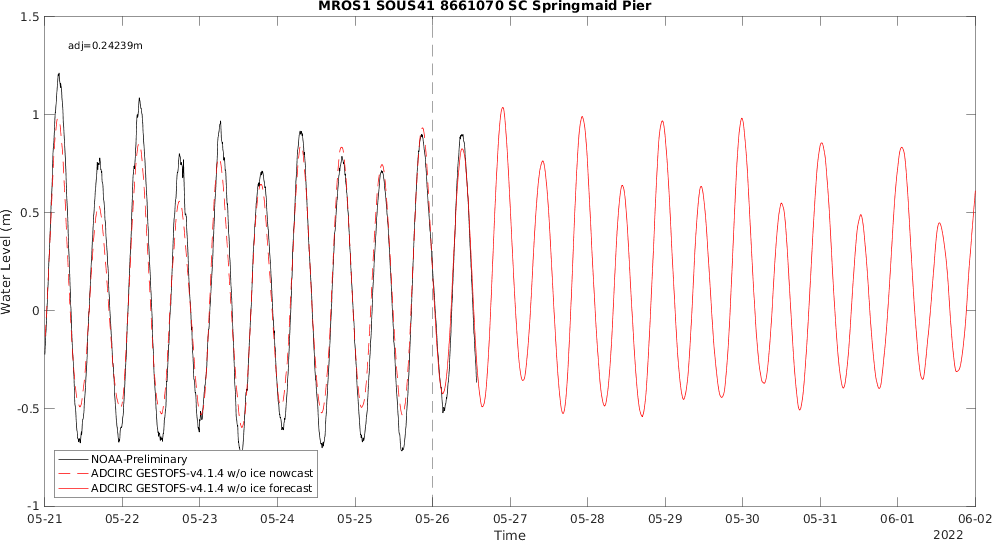 MROS1 SOUS41 8661070 SC Springmaid Pier
1.5
adj=0.24239m
1
0.5
Water Level (m)
0
-0.5
NOAA-Preliminary
ADCIRC GESTOFS-v4.1.4 w/o ice nowcast
ADCIRC GESTOFS-v4.1.4 w/o ice forecast
-1
05-21 05-22 05-23 05-24 05-25 05-26 05-27 05-28 05-29 05-30 05-31 06-01 06-02
Time 2022